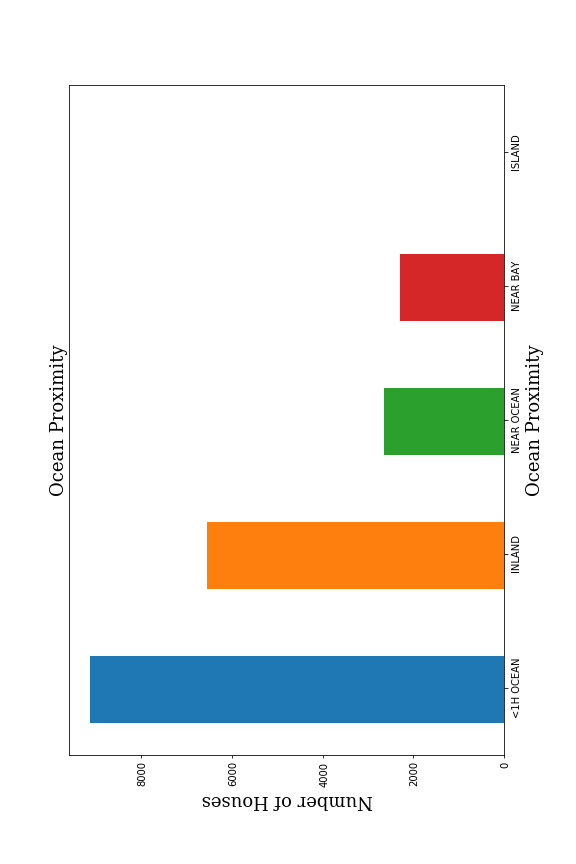 Ocean Proximity
Number of Houses
8000
6000
4000
2000
0
<1H OCEAN
INLAND
NEAR OCEAN
NEAR BAY
ISLAND
Ocean Proximity